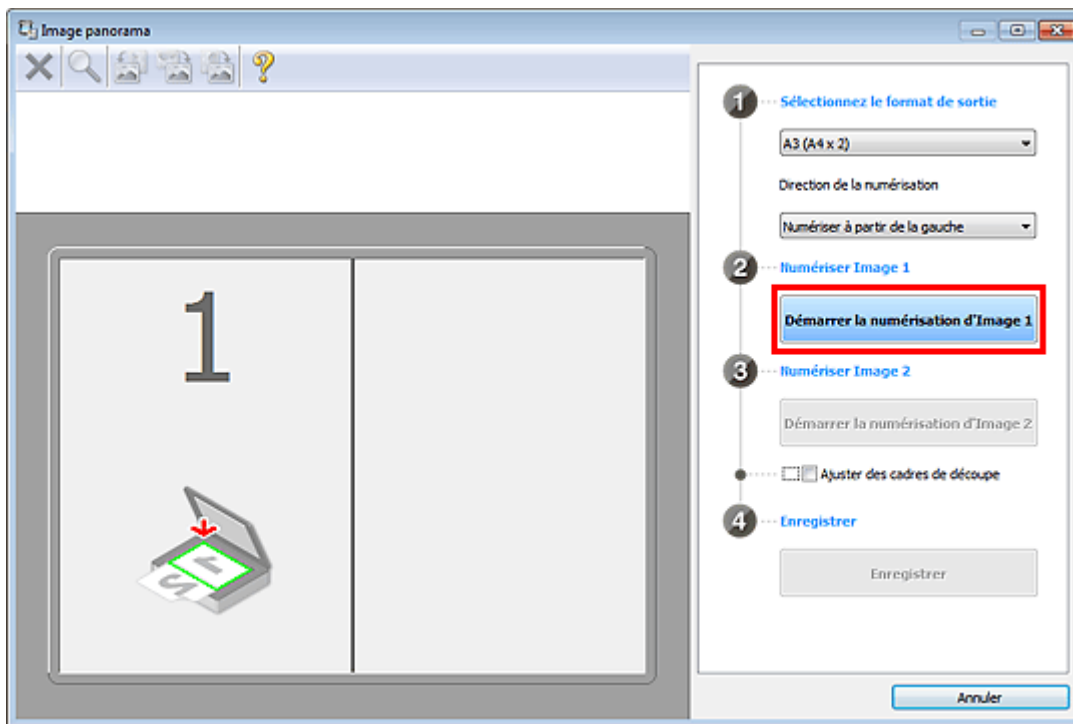 Image panorama
1
Sélectionnez le format de sortie
A3 (A4 x 2)
Direction de la numérisation
Numériser à partir de la gauche
2
Numériser Image 1
Démarrer la numérisation d'Image 1
3
Numériser Image 2
Démarrer la numérisation d'Image 2
Ajuster des cadres de découpe
4
Enregistrer
Enregistrer
Annuler
1
1
2